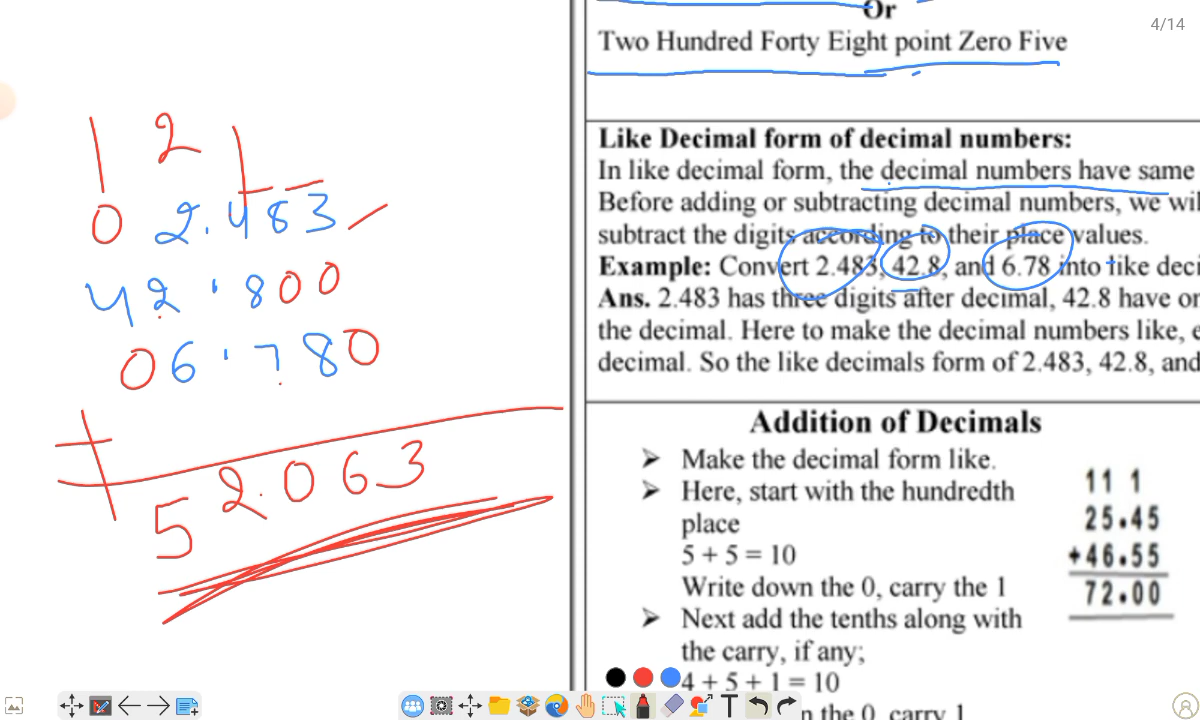 1 2 1
0 2.483
42.800
06.780
+
52.063
4/14
Or
Two Hundred Forty Eight point Zero Five
Like Decimal form of decimal numbers:
In like decimal form, the decimal numbers have same
Before adding or subtracting decimal numbers, we
subtract the digits according to their place values.
Example: Convert 2.483, 42.8, and 6.78 into like
Ans. 2.483 has three digits after decimal, 42.8 have
the decimal. Here to make the decimal numbers like,
decimal. So the like decimals form of 2.483, 42.8, and
Addition of Decimals
➢ Make the decimal form like.
➢ Here, start with the hundredth
place
5 + 5 = 10
Write down the 0, carry the 1
➢ Next add the tenths along with
the carry, if any;
4 + 5 + 1 = 10
the 0, carry 1
11 1
25.45
+46.55
72.00
T